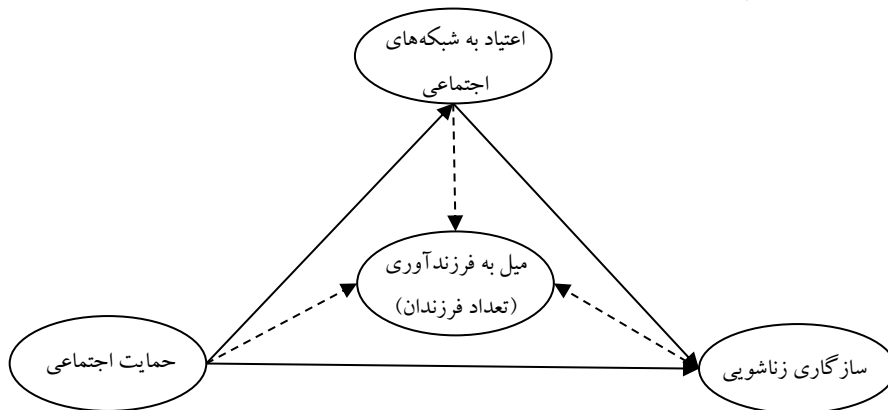 اعتیاد به شبکه‌های
اجتماعی
میل به فرزندآوری
(تعداد فرزندان)
حمایت اجتماعی
سازگاری زناشویی